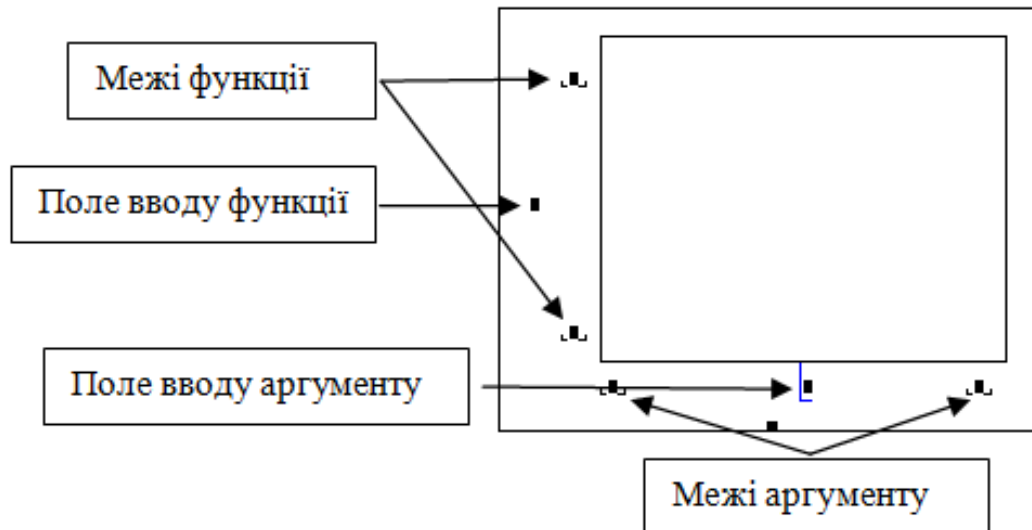 Межі функції
Поле вводу функції
Поле вводу аргументу
Межі аргументу